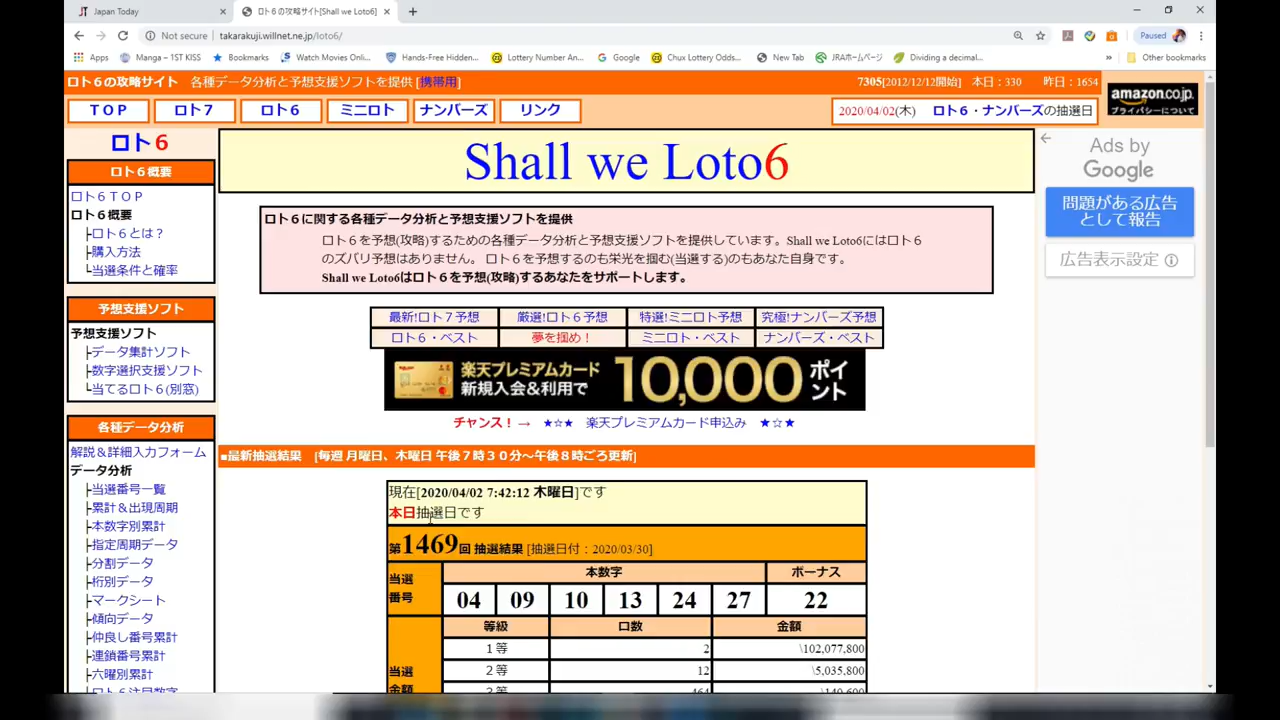 Japan Today
ロト６の攻略サイト[Shall we Loto6]
Not secure
takarakuji.willnet.ne.jp/loto6/
Paused
Apps
Manga – 1ST KISS
Bookmarks
Watch Movies Onli...
Hands-Free Hidden...
Lottery Number An...
Google
Chux Lottery Odds...
New Tab
JRAホームページ
Dividing a decimal...
»
Other bookmarks
ロト６の攻略サイト 各種データ分析と予想支援ソフトを提供 [携帯用]
7305[2012/12/12開始] 本日：330 昨日：1654
ＴＯＰ
ロト７
ロト６
ミニロト
ナンバーズ
リンク
2020/04/02(木) ロト６・ナンバーズの抽選日
amazon.co.jp
プライバシーについて
ロト6
ロト６概要
ロト６ＴＯＰ
ロト６概要
├ロト６とは？
├購入方法
└当選条件と確率
予想支援ソフト
予想支援ソフト
├データ集計ソフト
├数字選択支援ソフト
└当てるロト(別窓)
各種データ分析
解説＆詳細入力フォーム
データ分析
├当選番号一覧
├累計＆出現周期
├本数字別累計
├指定周期データ
├分割データ
├桁別データ
├マークシート
├傾向データ
├仲良し番号累計
├連鎖番号累計
├六曜別累計
├ロト６注目数字
Shall we Loto6
ロト６に関する各種データ分析と予想支援ソフトを提供
ロト６を予想(攻略)するための各種データ分析と予想支援ソフトを提供しています。Shall we Loto6にはロト６
のズバリ予想はありません。 ロト６を予想するのも栄光を掴む(当選する)のもあなた自身です。
Shall we Loto6はロト６を予想(攻略)するあなたをサポートします。
最新!ロト７予想
厳選!ロト６予想
特選!ミニロト予想
究極!ナンバーズ予想
ロト６・ベスト
夢を掴め！
ミニロト・ベスト
ナンバーズ・ベスト
楽天プレミアムカード
新規入会&利用で
10,000ポイント
チャンス！→ ★☆★ 楽天プレミアムカード申込み ★☆★
■最新抽選結果 [毎週 月曜日、木曜日 午後７時３０分～午後８時ごろ更新]
現在[2020/04/02 7:42:12 木曜日]です
本日抽選日です
第1469回 抽選結果 [抽選日付：2020/03/30]
当選番号
本数字
ボーナス
04 09 10 13 24 27 22
当選金額
等級 口数 金額
１等 2 \102,077,800
２等 12 \5,035,800
３等 464 \140,600
Ads by
Google
問題がある広告
として報告
広告表示設定